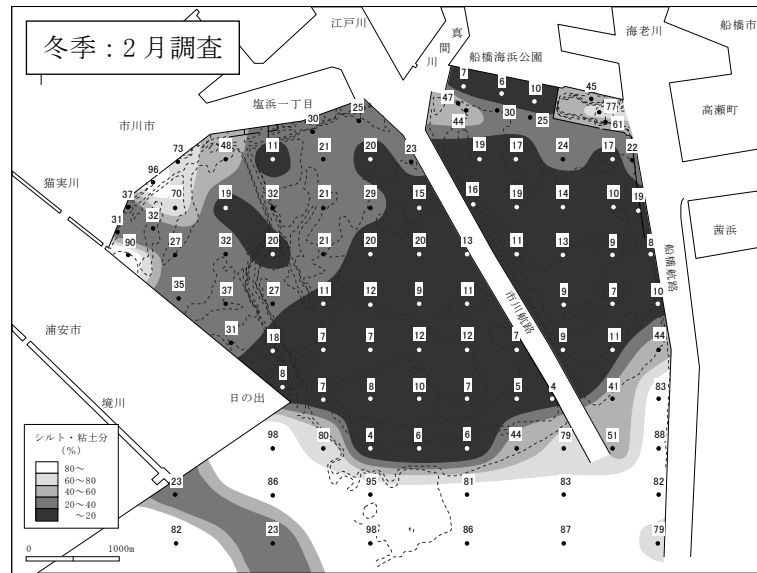 冬季:2月調査
江戸川
真間川
海老川
船橋市
船橋海浜公園
塩浜一丁目
高瀬町
市川市
猫実川
茜浜
船橋航路
市川航路
浦安市
境川
日の出
7 6 10 45
47 30 77
44 25 61
25
30
73 48 11 21 20 23 19 17 24 17 22
96
37 70 19 32 21 29 15 16 19 14 10 19
31 32
90 27 32 20 21 20 20 13 11 13 9 8
35 37 27 11 12 9 11 9 7 10
31 18 7 7 12 12 7 9 11 44
8 7 8 10 7 5 4 41 83
98 80 4 6 6 44 79 51 88
23 86 95 81 83 82
82 23 98 86 87 79
シルト・粘土分
(%)
80~
60~80
40~60
20~40
~20
0 1000m